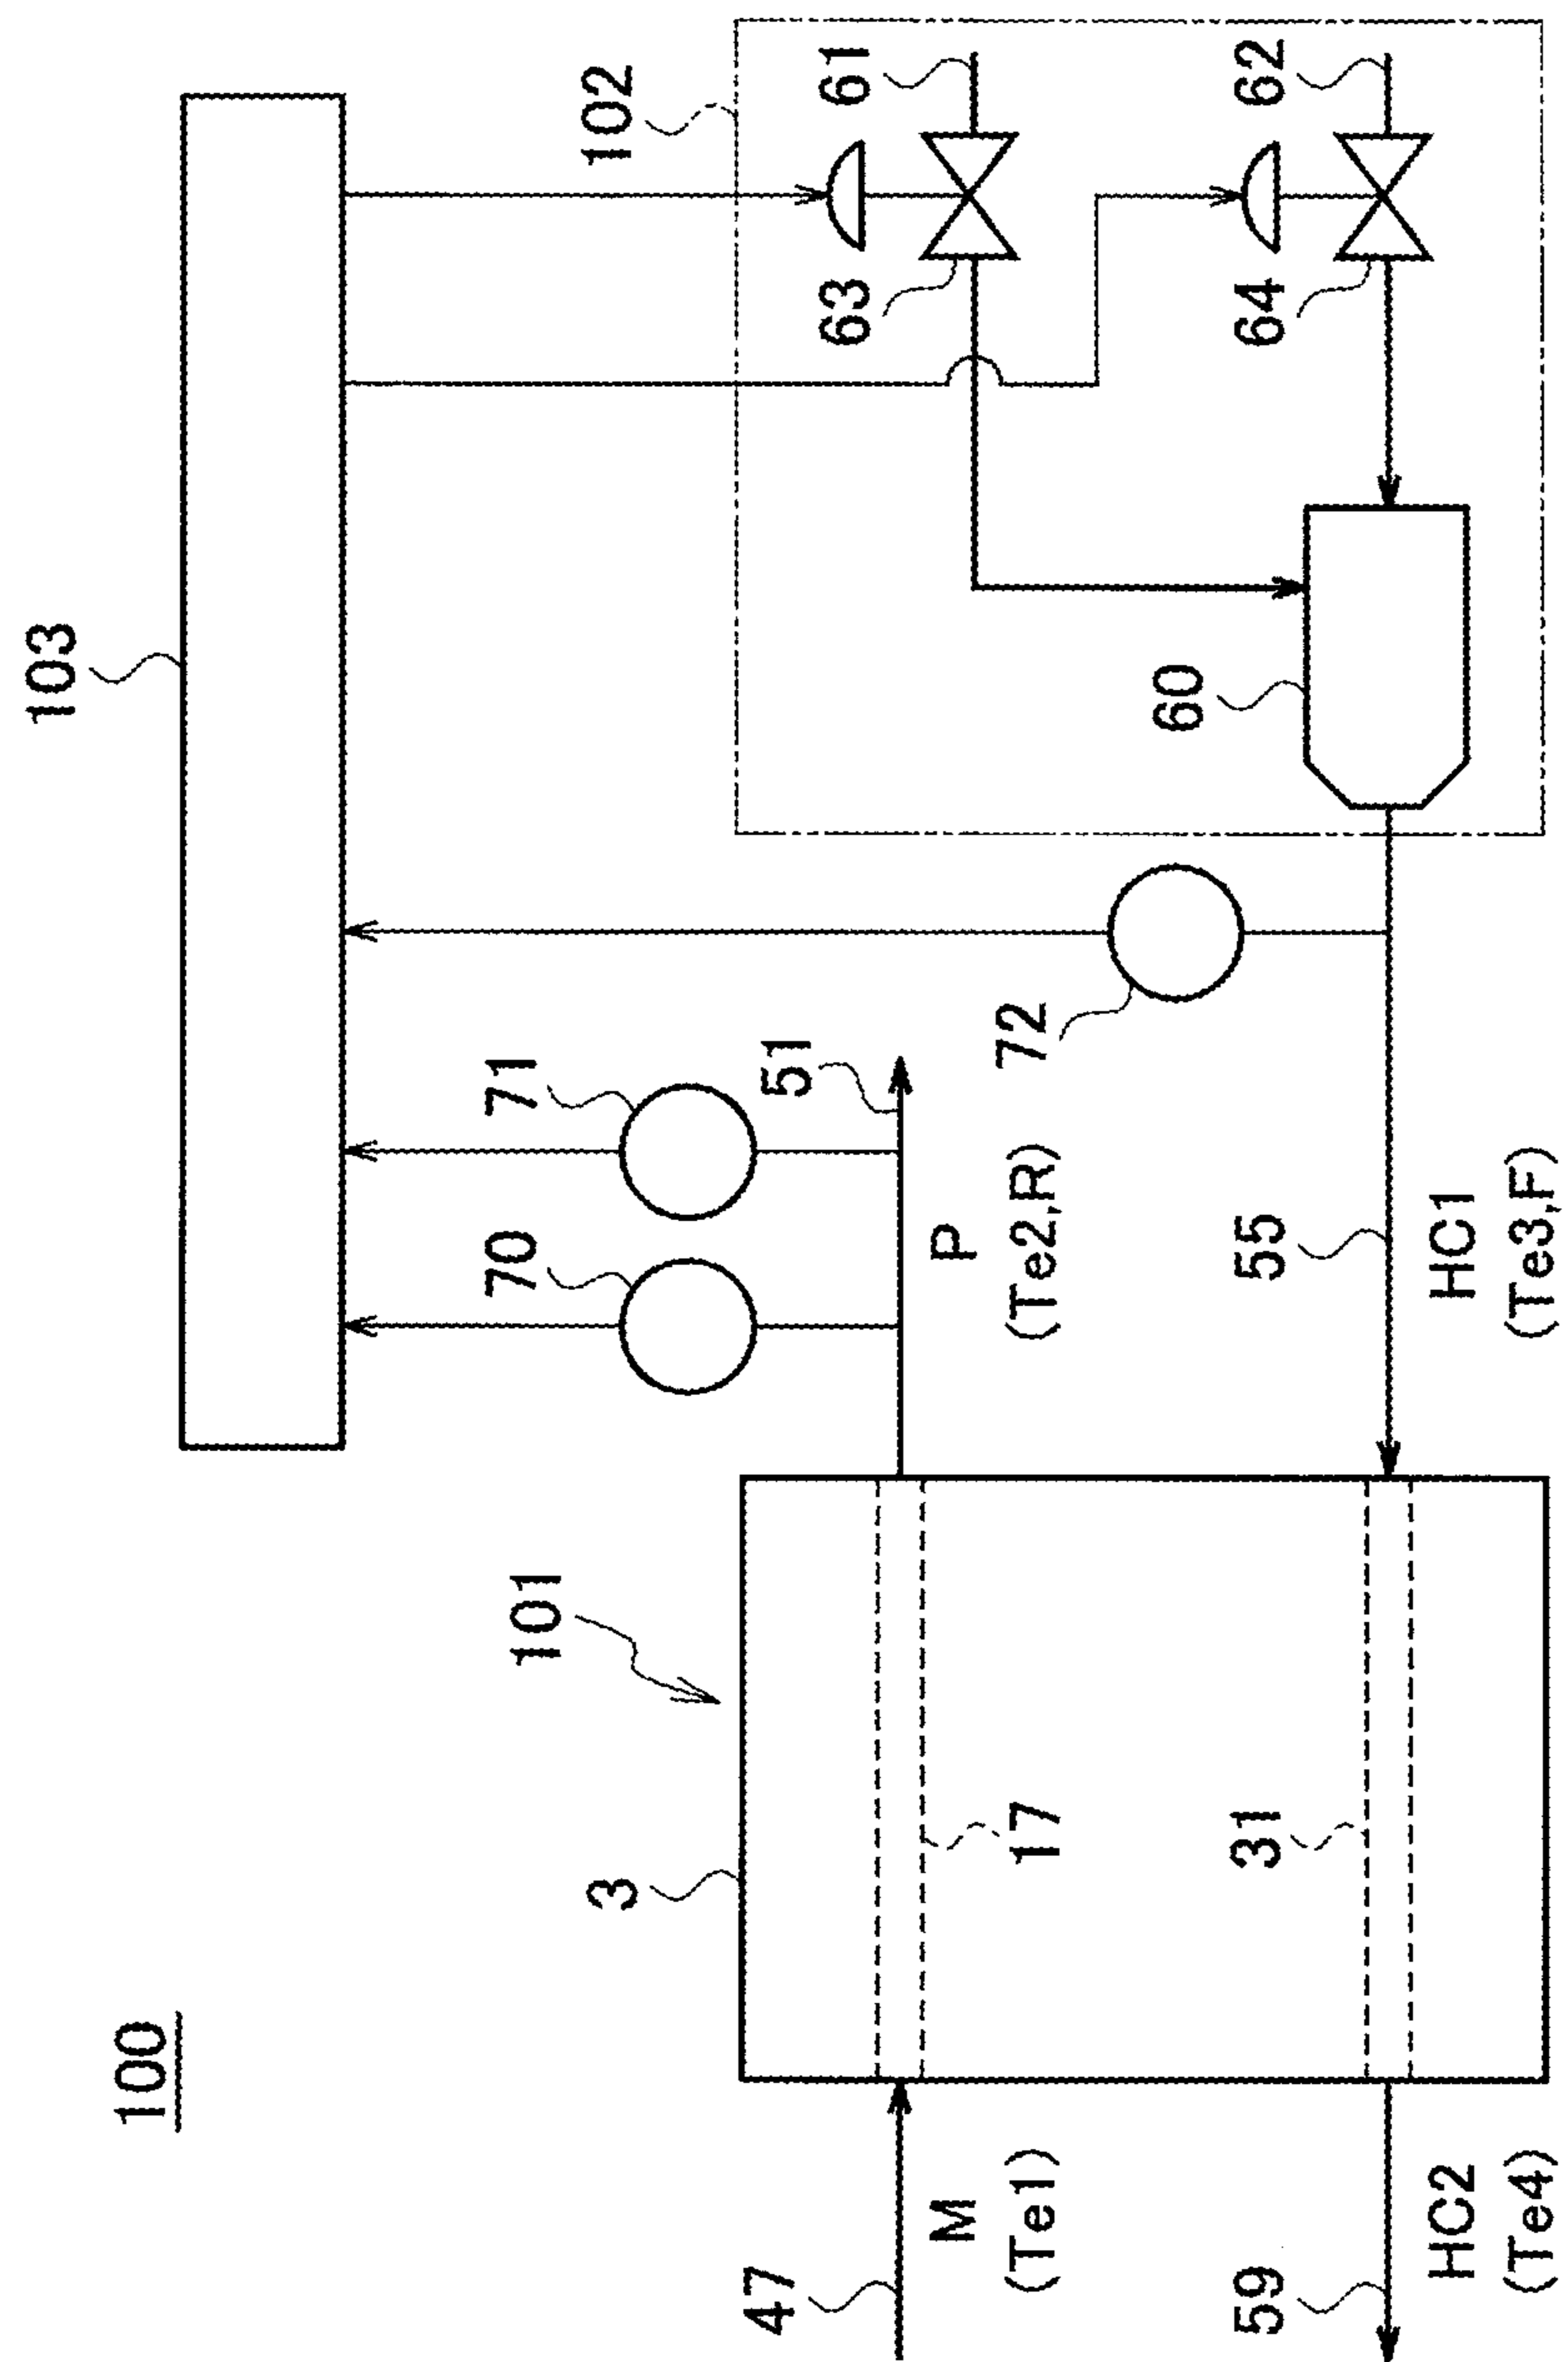 103
100
70
71
101
3
102
47
51
63
61
M
(Te1)
17
P
(Te2,R)
72
60
59
31
55
64
62
HC2
(Te4)
HC1
(Te3,F)